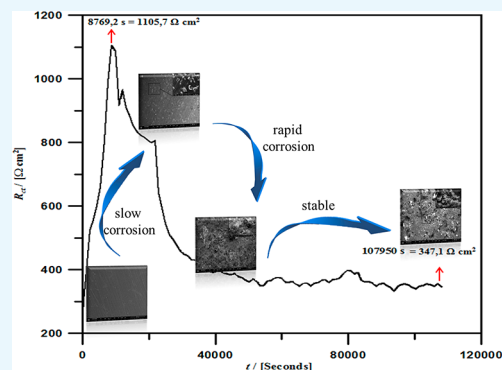 8769,2 s = 1105,7 Ω cm²
1200
1000
800
600
400
200
Rct / [Ω cm²]
rapid
corrosion
slow
corrosion
stable
107950 s = 347,1 Ω cm²
0
40000
80000
120000
t / [Seconds]